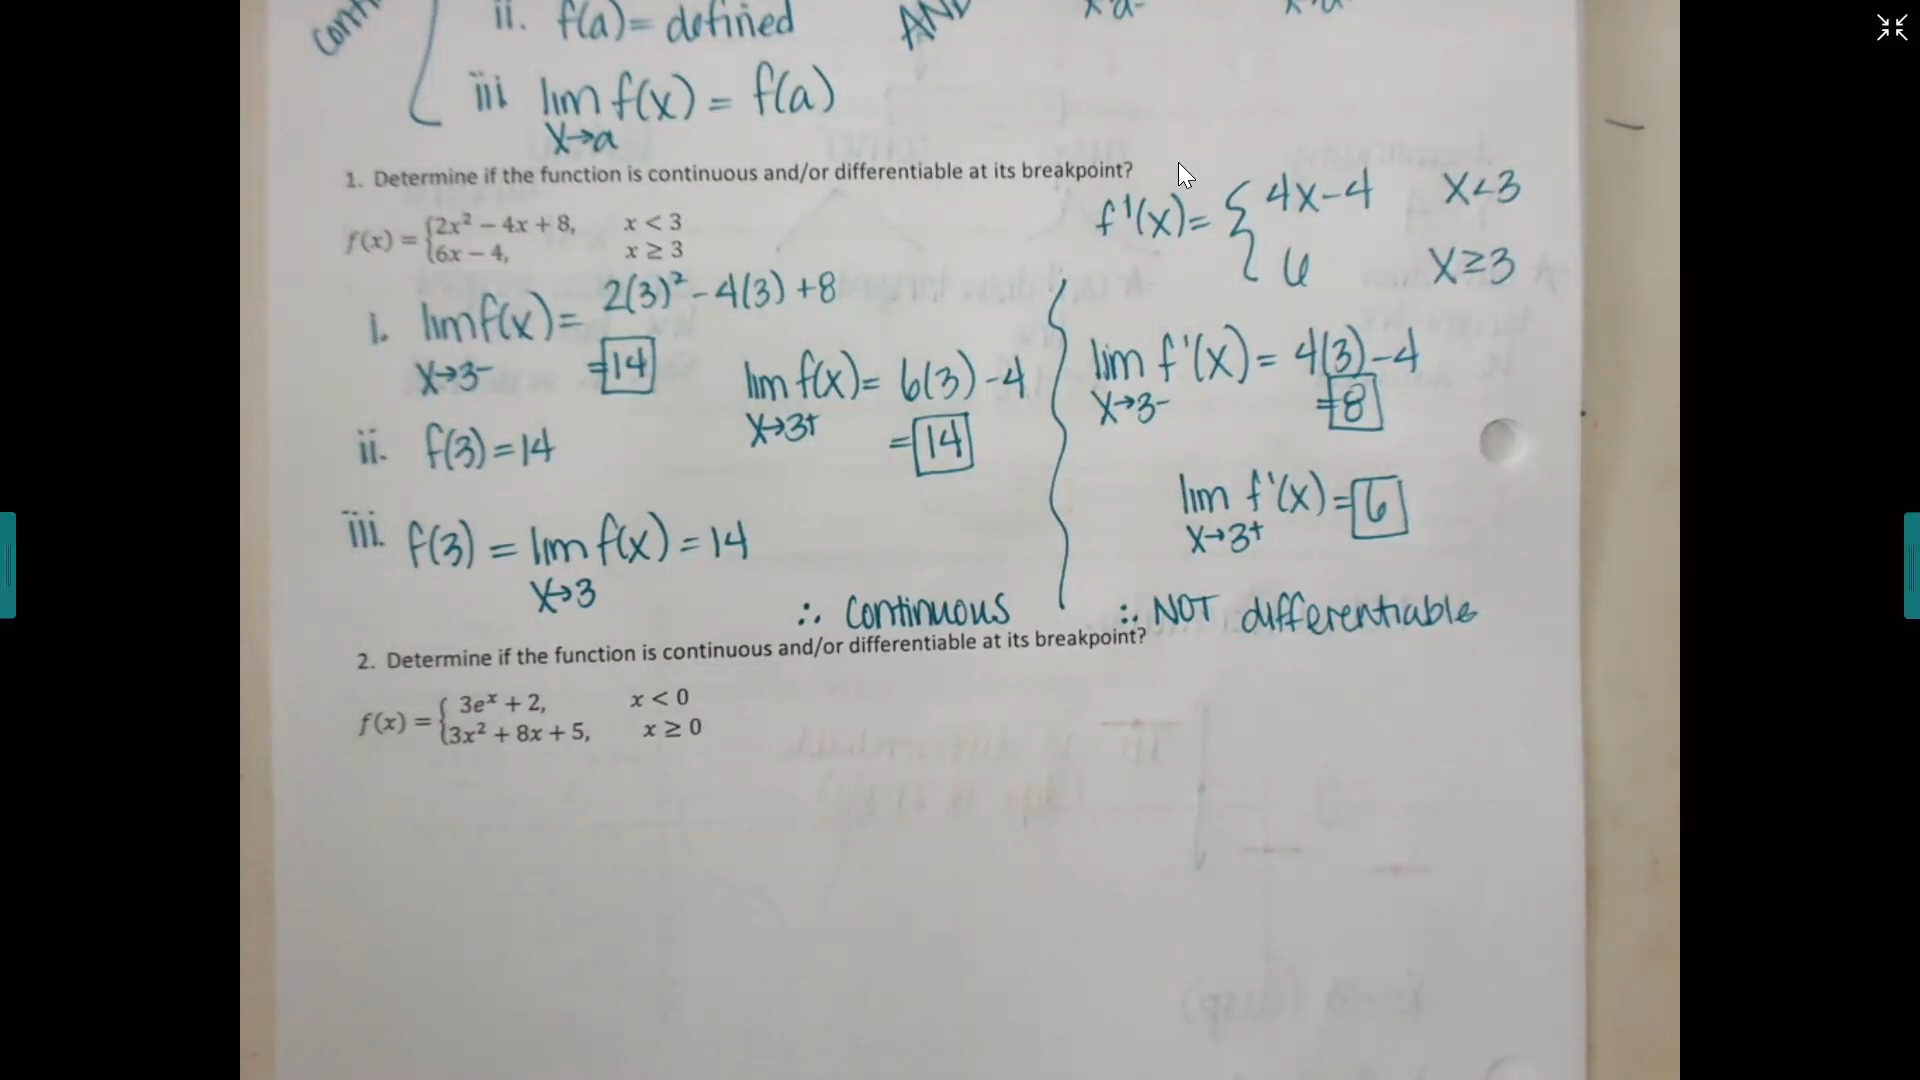 ii. f(a) = defined AND x→a⁻ x→a
iii lim f(x) = f(a)
x→a
1. Determine if the function is continuous and/or differentiable at its breakpoint?
f(x) = {2x² − 4x + 8, x < 3
6x − 4, x ≥ 3
f'(x) = { 4x−4 x<3
6 x≥3
i. lim f(x) = 2(3)² − 4(3) + 8
x→3⁻ = 14
lim f(x) = 6(3) − 4
x→3⁺ = 14
ii. f(3) = 14
iii. f(3) = lim f(x) = 14
x→3
∴ continuous
lim f'(x) = 4(3) − 4
x→3⁻ = 8
lim f'(x) = 6
x→3⁺
∴ NOT differentiable
2. Determine if the function is continuous and/or differentiable at its breakpoint?
f(x) = { 3eˣ + 2, x < 0
3x² + 8x + 5, x ≥ 0